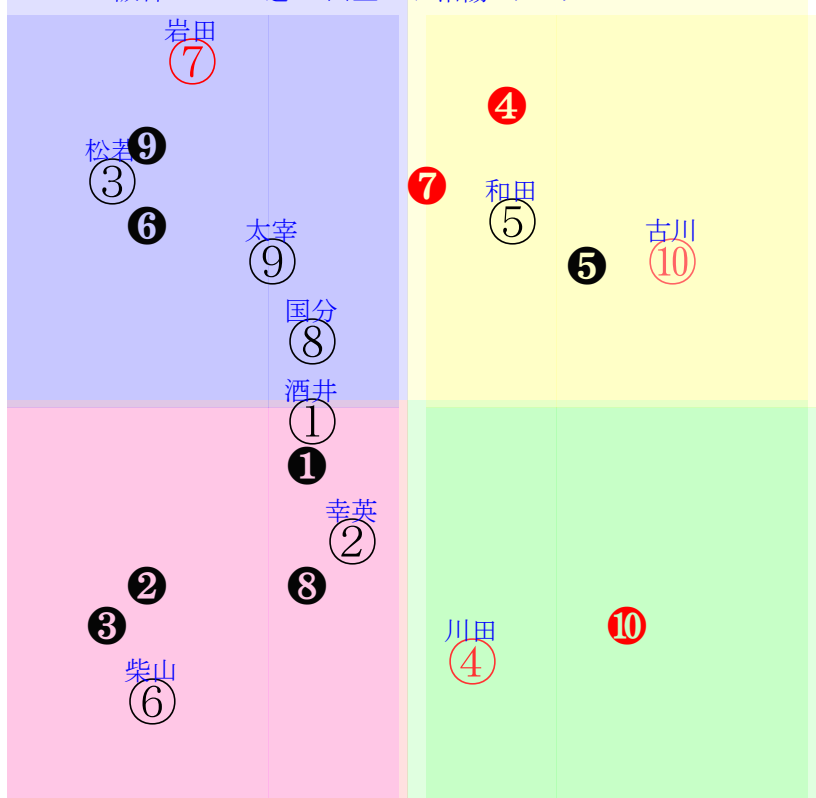 岩田
⑦
❹
松若
❾
③
❼
和田
⑤
❻
太宰
⑨
古川
⑩
❺
国分
⑧
酒井
①
❶
幸英
②
❷
❽
❸
川田
④
❿
柴山
⑥